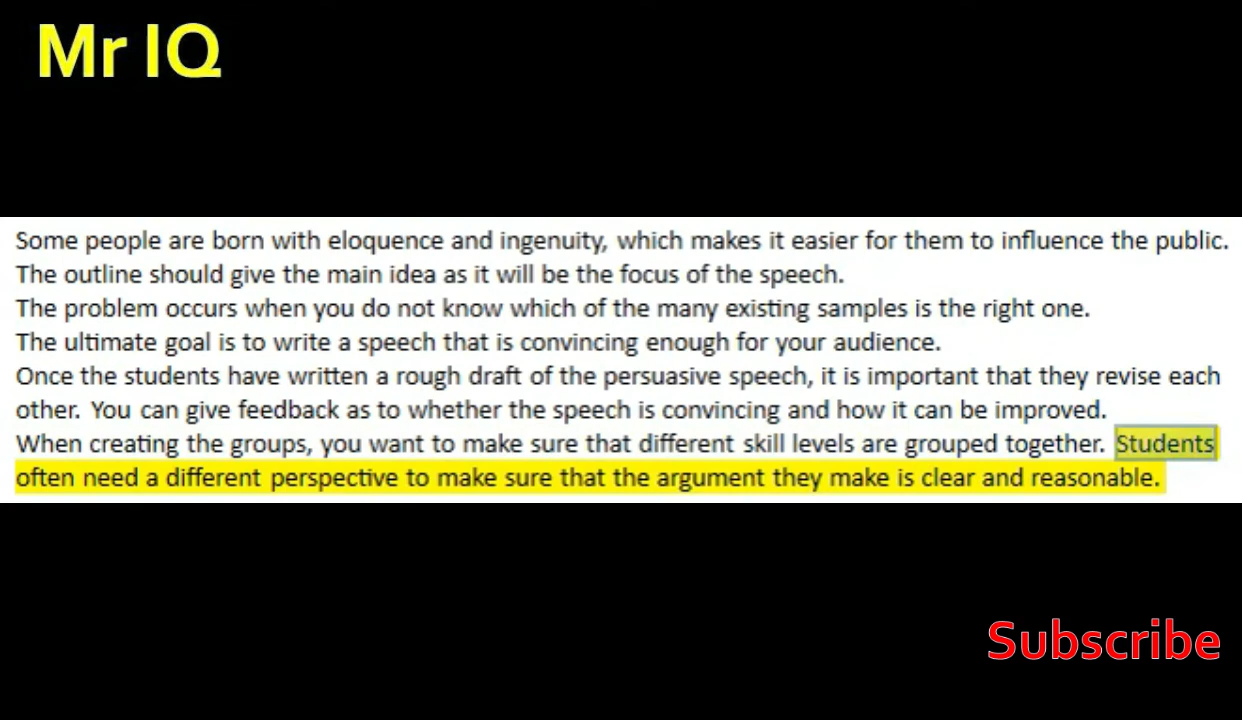 Mr IQ
Some people are born with eloquence and ingenuity, which makes it easier for them to influence the public.
The outline should give the main idea as it will be the focus of the speech.
The problem occurs when you do not know which of the many existing samples is the right one.
The ultimate goal is to write a speech that is convincing enough for your audience.
Once the students have written a rough draft of the persuasive speech, it is important that they revise each
other. You can give feedback as to whether the speech is convincing and how it can be improved.
When creating the groups, you want to make sure that different skill levels are grouped together. Students
often need a different perspective to make sure that the argument they make is clear and reasonable.
Subscribe